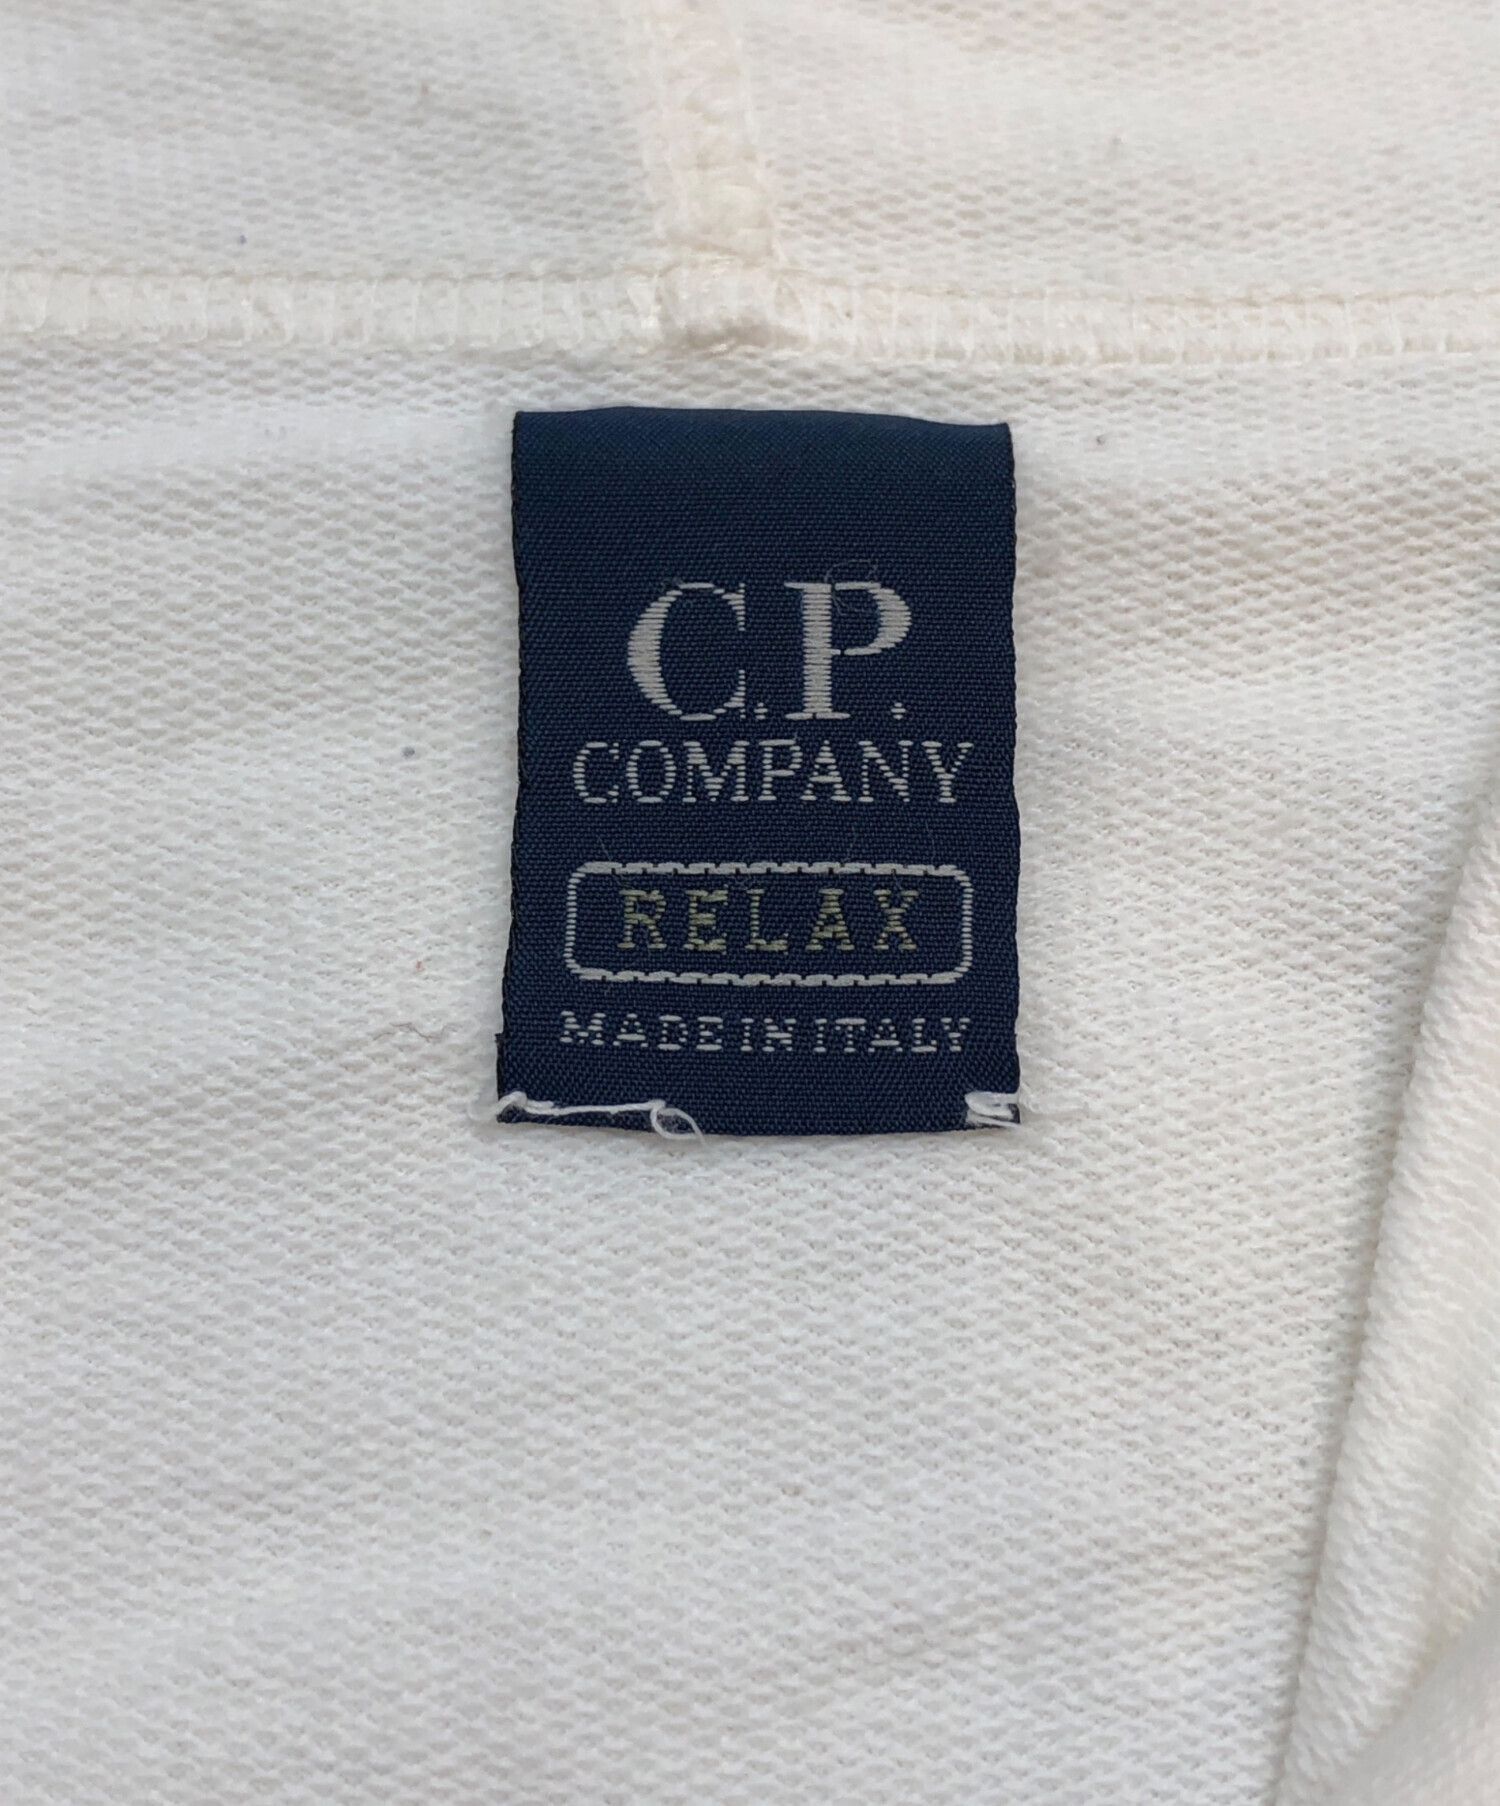 C.P.
COMPANY
RELAX
MADE IN ITALY